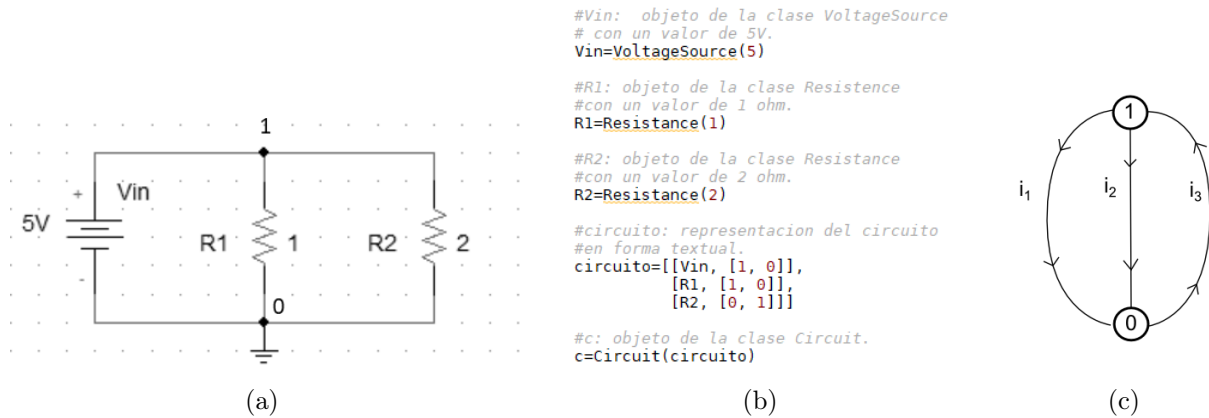 1
+
Vin
5V
R1
1
R2
2
-
0
(a)
#Vin:  objeto de la clase VoltageSource
# con un valor de 5V.
Vin=VoltageSource(5)
#R1: objeto de la clase Resistence
#con un valor de 1 ohm.
R1=Resistance(1)
#R2: objeto de la clase Resistance
#con un valor de 2 ohm.
R2=Resistance(2)
#circuito: representacion del circuito
#en forma textual.
circuito=[[Vin, [1, 0]],
          [R1, [1, 0]],
          [R2, [0, 1]]]
#c: objeto de la clase Circuit.
c=Circuit(circuito)
(b)
1
i1
i2
i3
0
(c)